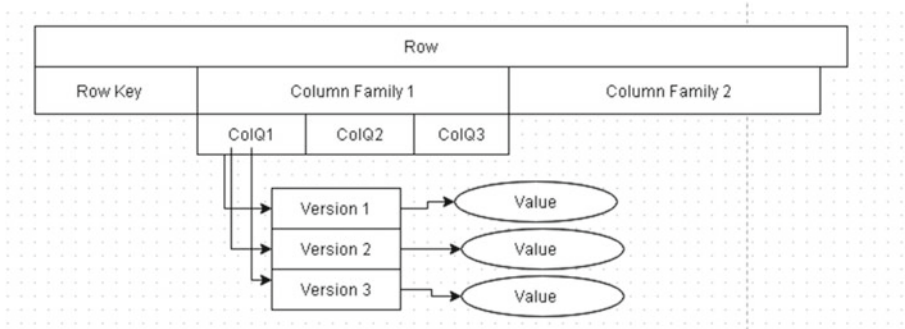 Row
Row Key Column Family 1 Column Family 2
ColQ1 ColQ2 ColQ3
Version 1 Value
Version 2 Value
Version 3 Value